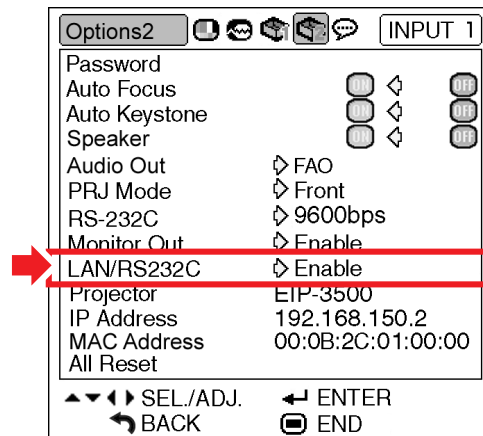 Options2 INPUT 1
Password
Auto Focus ON OFF
Auto Keystone ON OFF
Speaker ON OFF
Audio Out FAO
PRJ Mode Front
RS-232C 9600bps
Monitor Out Enable
LAN/RS232C Enable
Projector EIP-3500
IP Address 192.168.150.2
MAC Address 00:0B:2C:01:00:00
All Reset
SEL./ADJ. ENTER
BACK END